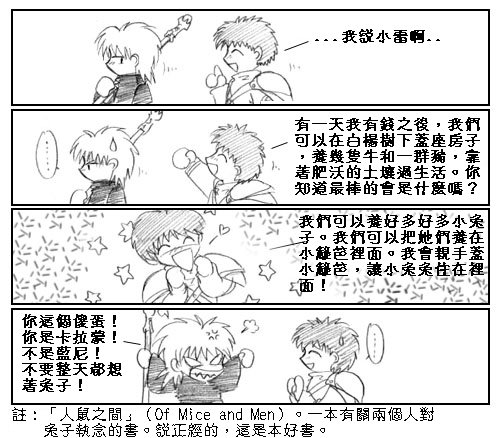 ...我說小雷啊..
有一天我有錢之後，我們
可以在白楊樹下蓋座房子
，養幾隻牛和一群豬，靠
著肥沃的土壤過生活。你
知道最棒的會是什麼嗎？
......
我們可以養好多好多小兔
子。我們可以把她們養在
小籬笆裡面。我會親手蓋
小籬笆，讓小兔兔住在裡
面！
你這個傻蛋！
你是卡拉蒙！
不是藍尼！
不要整天都想
著兔子！
......
註：「人鼠之間」（Of Mice and Men）。一本有關兩個人對
兔子執念的書。說正經的，這是本好書。